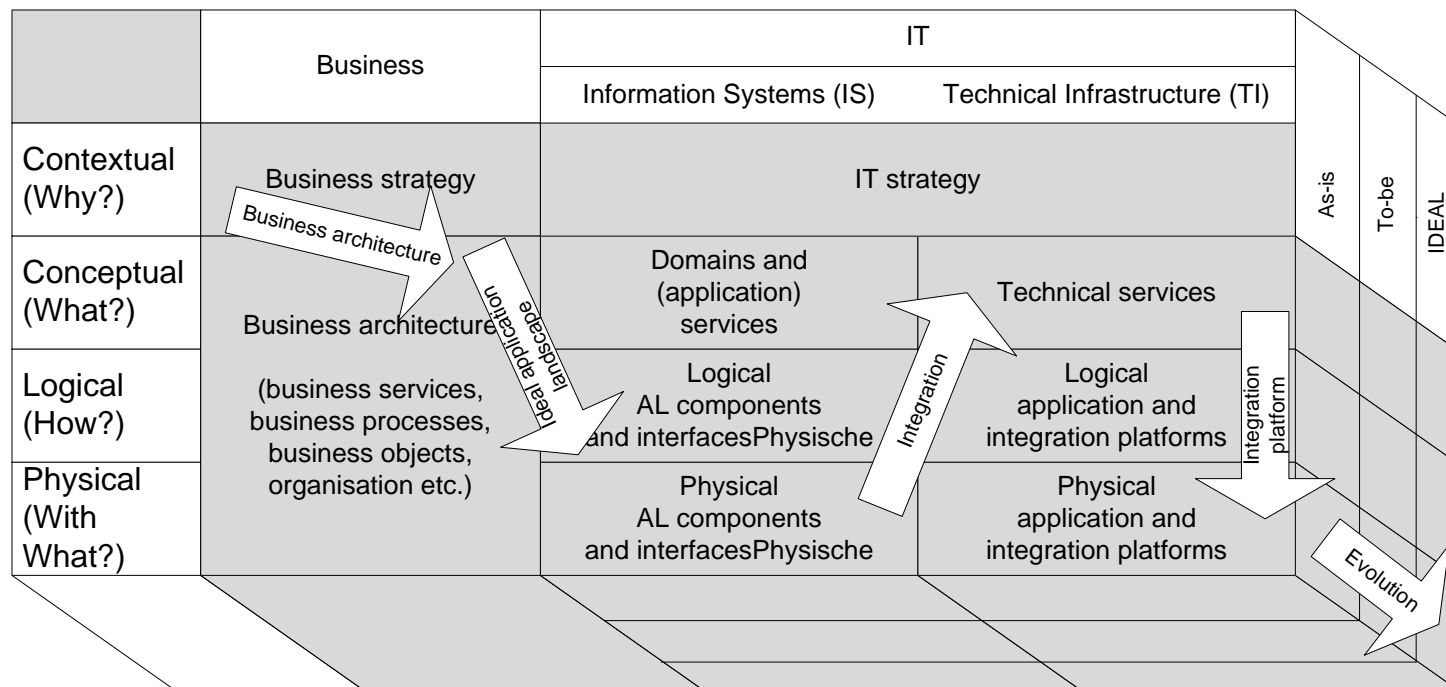 Business
IT
Information Systems (IS)
Technical Infrastructure (TI)
As-is
To-be
IDEAL
Contextual
(Why?)
Business strategy
IT strategy
Business architecture
Conceptual
(What?)
Business architecture
(business services,
business processes,
business objects,
organisation etc.)
Ideal application
landscape
Domains and
(application)
services
Technical services
Logical
(How?)
Logical
AL components
and interfacesPhysische
Integration
Logical
application and
integration platforms
Integration
platform
Physical
(With
What?)
Physical
AL components
and interfacesPhysische
Physical
application and
integration platforms
Evolution